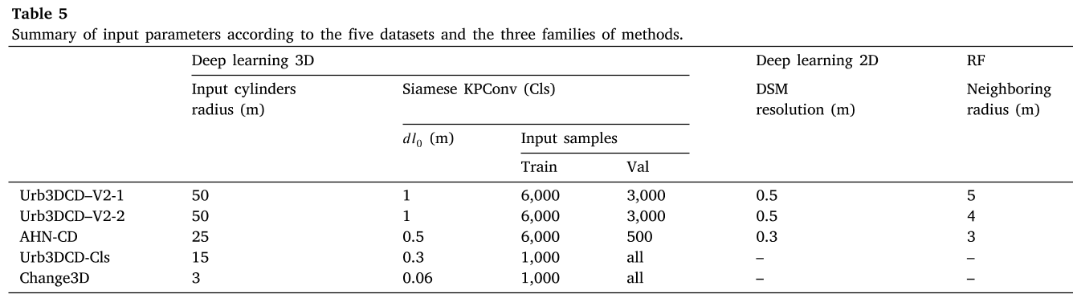 Table 5
Summary of input parameters according to the five datasets and the three families of methods.
Deep learning 3D Deep learning 2D RF
Input cylinders Siamese KPConv (Cls) DSM Neighboring
radius (m) resolution (m) radius (m)
dl₀ (m) Input samples
Train Val
Urb3DCD–V2-1 50 1 6,000 3,000 0.5 5
Urb3DCD–V2-2 50 1 6,000 3,000 0.5 4
AHN-CD 25 0.5 6,000 500 0.3 3
Urb3DCD-Cls 15 0.3 1,000 all – –
Change3D 3 0.06 1,000 all – –